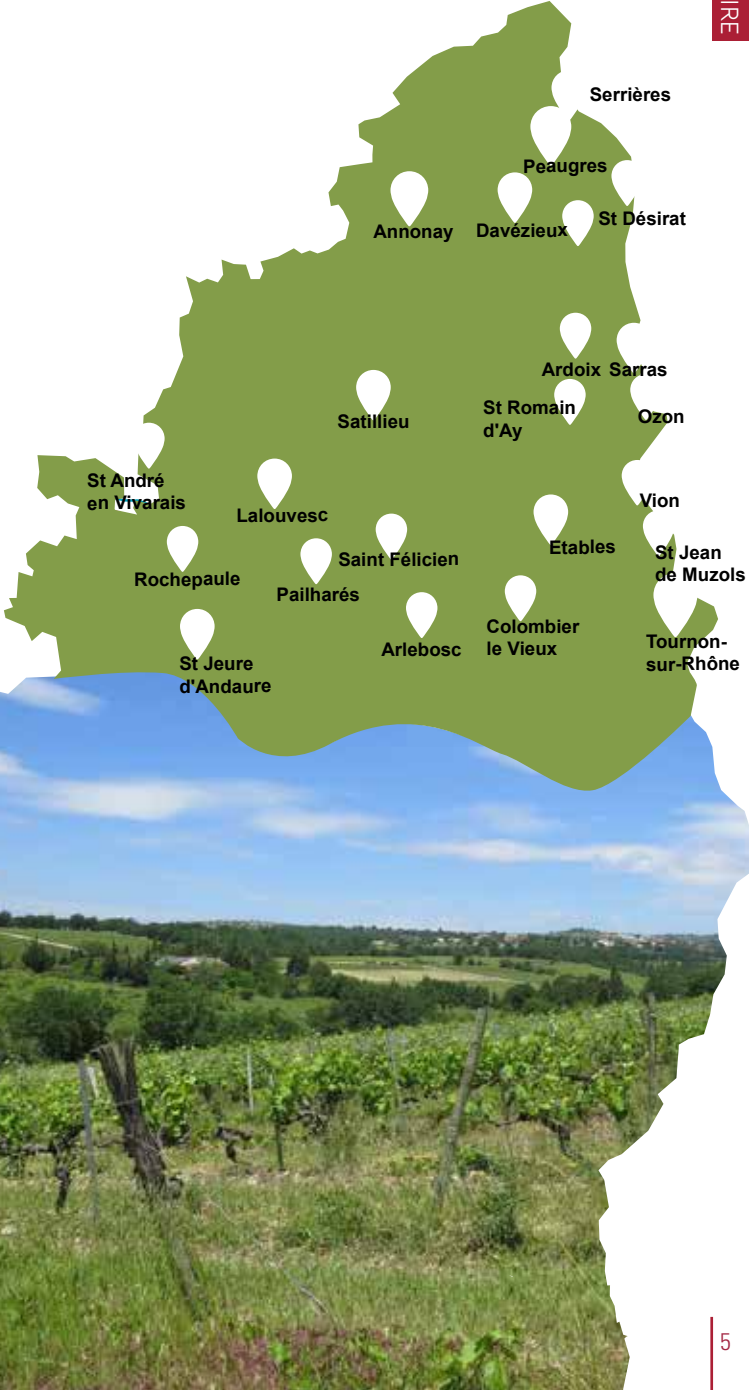 IRE
Serrières
Peaugres
St Désirat
Annonay
Davézieux
Ardoix
Sarras
St Romain
d'Ay
Ozon
Satillieu
St André
en Vivarais
Lalouvesc
Vion
Etables
St Jean
de Muzols
Saint Félicien
Rochepaule
Pailharés
Colombier
le Vieux
Arlebosc
Tournon-
sur-Rhône
St Jeure
d'Andaure
5